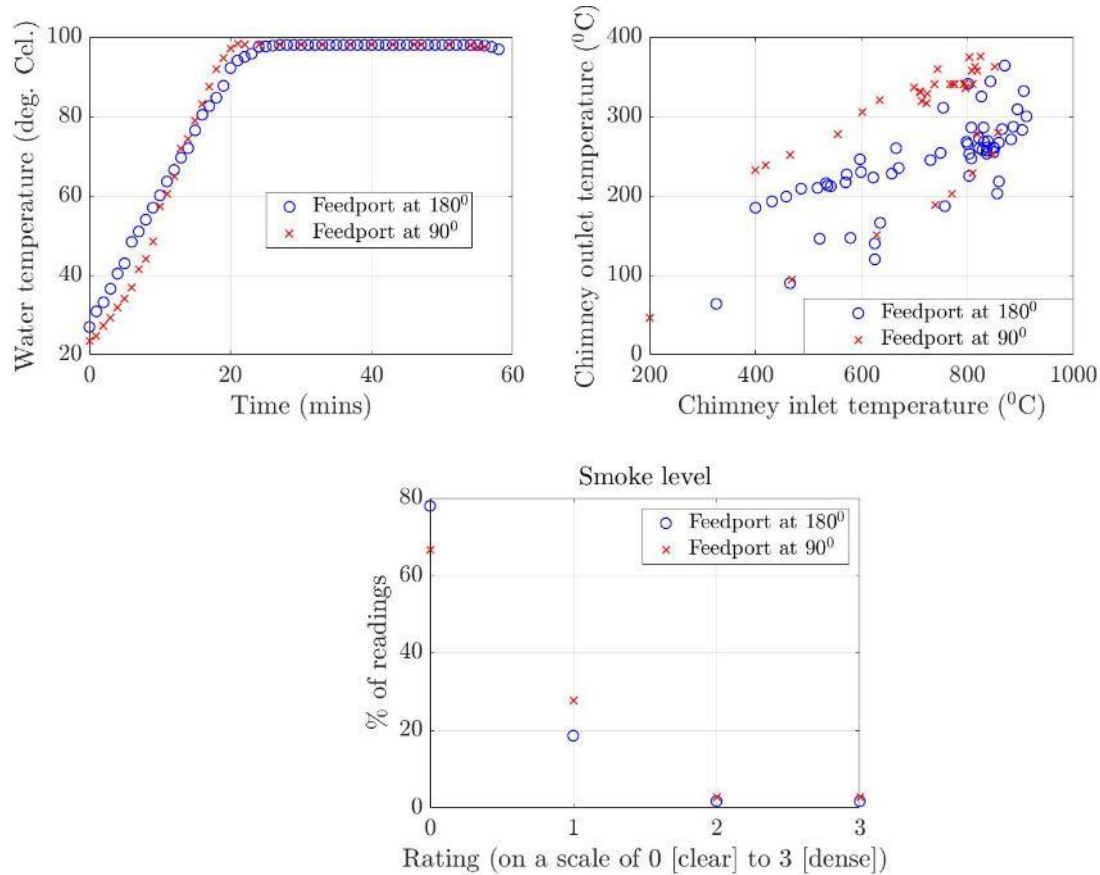 Water temperature (deg. Cel.)
100
80
60
40
20
0
20
40
60
Time (mins)
Feedport at 180⁰
Feedport at 90⁰
Chimney outlet temperature (⁰C)
400
300
200
100
0
200
400
600
800
1000
Chimney inlet temperature (⁰C)
Feedport at 180⁰
Feedport at 90⁰
Smoke level
% of readings
80
60
40
20
0
0
1
2
3
Rating (on a scale of 0 [clear] to 3 [dense])
Feedport at 180⁰
Feedport at 90⁰